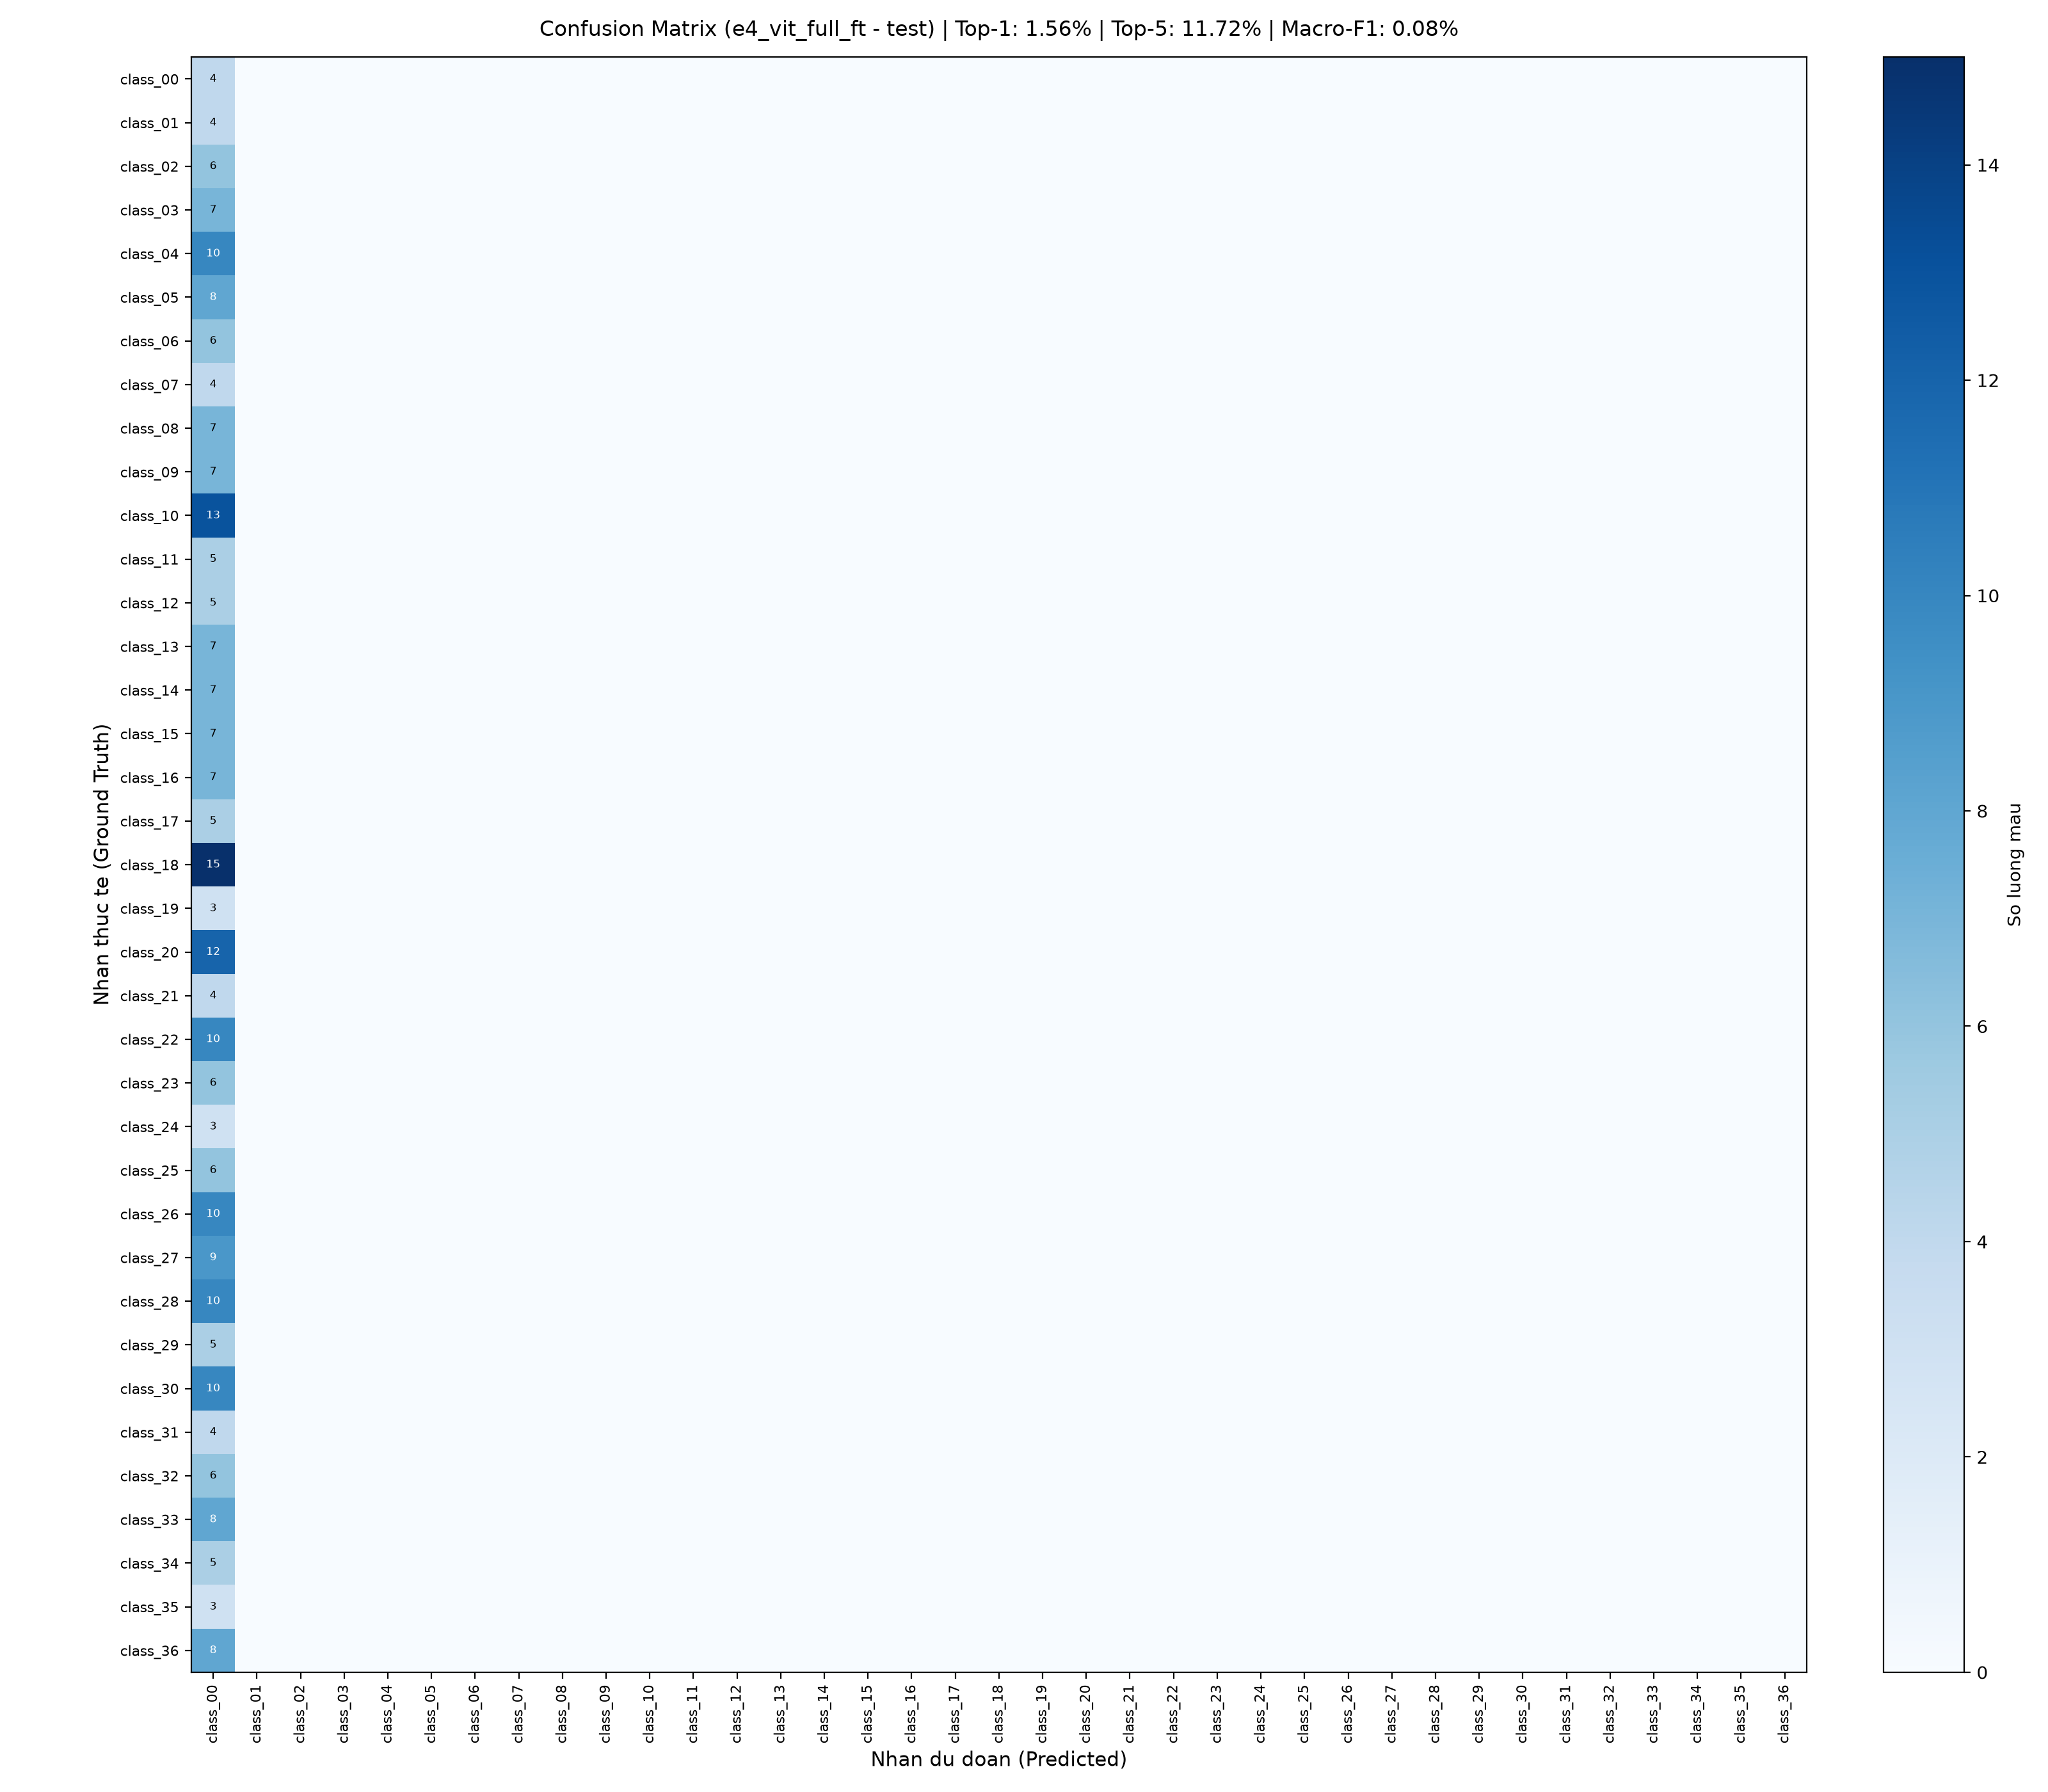 Confusion Matrix (e4_vit_full_ft - test) | Top-1: 1.56% | Top-5: 11.72% | Macro-F1: 0.08%
Nhan thuc te (Ground Truth)
class_00 4
class_01 4
class_02 6
class_03 7
class_04 10
class_05 8
class_06 6
class_07 4
class_08 7
class_09 7
class_10 13
class_11 5
class_12 5
class_13 7
class_14 7
class_15 7
class_16 7
class_17 5
class_18 15
class_19 3
class_20 12
class_21 4
class_22 10
class_23 6
class_24 3
class_25 6
class_26 10
class_27 9
class_28 10
class_29 5
class_30 10
class_31 4
class_32 6
class_33 8
class_34 5
class_35 3
class_36 8
class_00 class_01 class_02 class_03 class_04 class_05 class_06 class_07 class_08 class_09 class_10 class_11 class_12 class_13 class_14 class_15 class_16 class_17 class_18 class_19 class_20 class_21 class_22 class_23 class_24 class_25 class_26 class_27 class_28 class_29 class_30 class_31 class_32 class_33 class_34 class_35 class_36
Nhan du doan (Predicted)
14
12
10
8
6
4
2
0
So luong mau